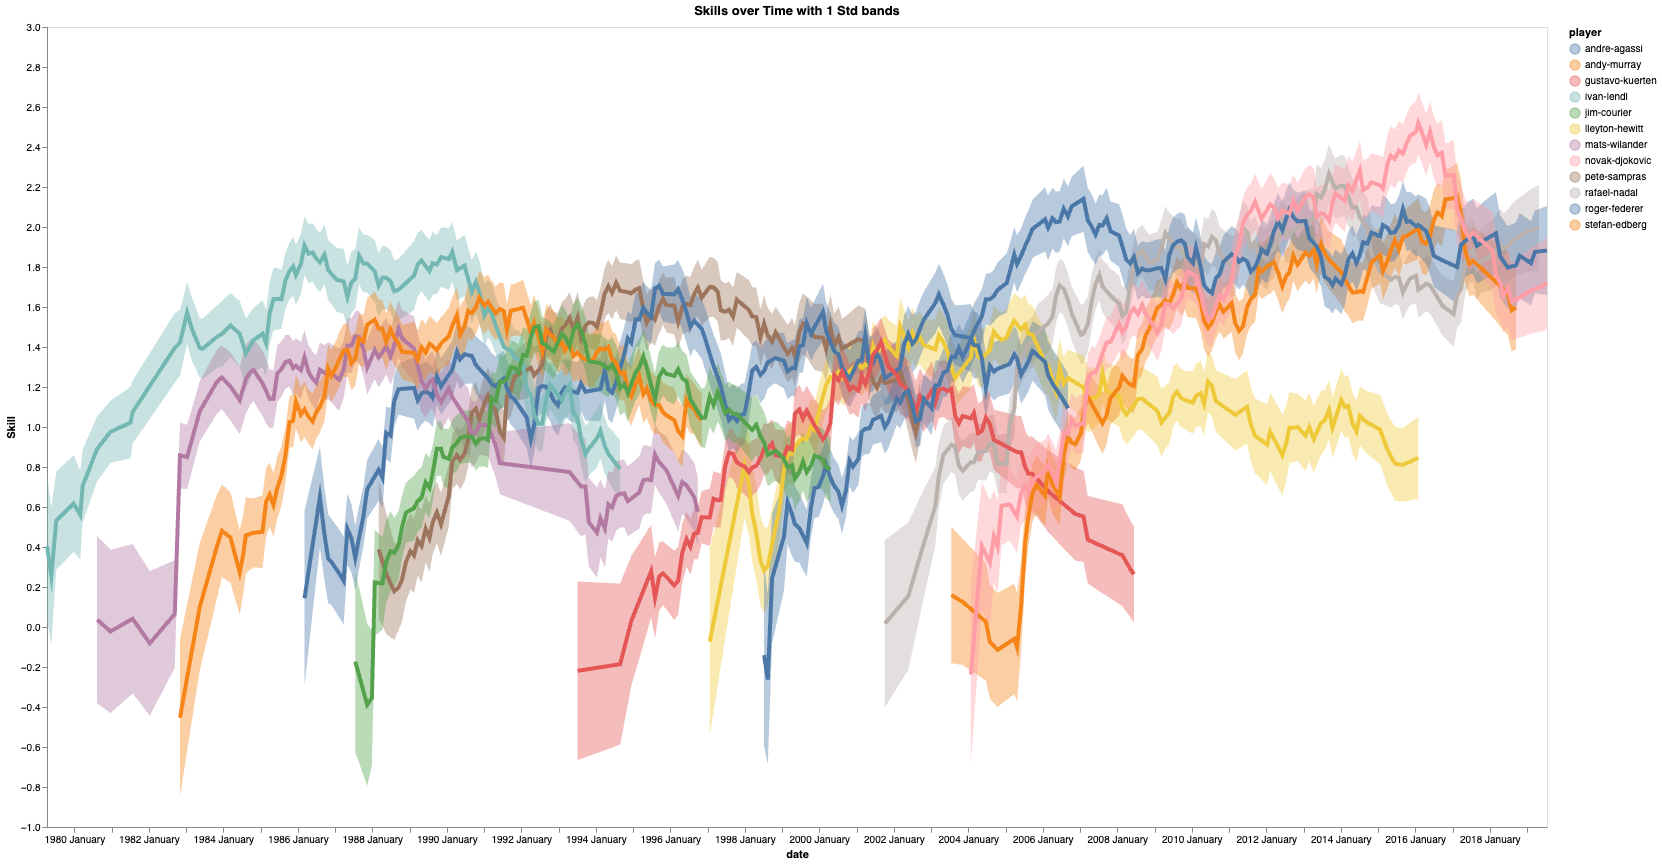 Skills over Time with 1 Std bands
3.0
2.8
2.6
2.4
2.2
2.0
1.8
1.6
1.4
1.2
1.0
0.8
0.6
0.4
0.2
0.0
−0.2
−0.4
−0.6
−0.8
−1.0
Skill
1980 January 1982 January 1984 January 1986 January 1988 January 1990 January 1992 January 1994 January 1996 January 1998 January 2000 January 2002 January 2004 January 2006 January 2008 January 2010 January 2012 January 2014 January 2016 January 2018 January
date
player
andre-agassi
andy-murray
gustavo-kuerten
ivan-lendl
jim-courier
lleyton-hewitt
mats-wilander
novak-djokovic
pete-sampras
rafael-nadal
roger-federer
stefan-edberg